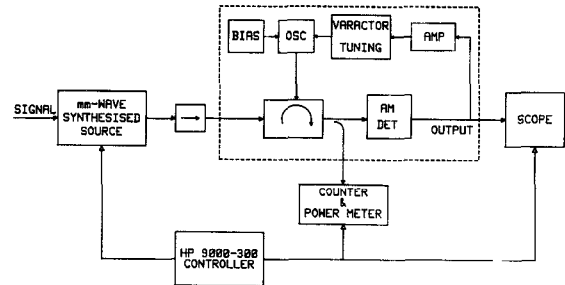 BIAS
OSC
VARACTOR
TUNING
AMP
SIGNAL
mm-WAVE
SYNTHESISED
SOURCE
AM
DET
OUTPUT
SCOPE
COUNTER
&
POWER METER
HP 9000-300
CONTROLLER